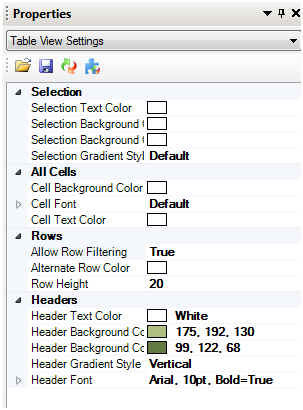 Properties
Table View Settings
Selection
Selection Text Color
Selection Background (
Selection Background (
Selection Gradient Styl Default
All Cells
Cell Background Color
Cell Font Default
Cell Text Color
Rows
Allow Row Filtering True
Alternate Row Color
Row Height 20
Headers
Header Text Color White
Header Background Co 175, 192, 130
Header Background Co 99, 122, 68
Header Gradient Style Vertical
Header Font Arial, 10pt, Bold=True